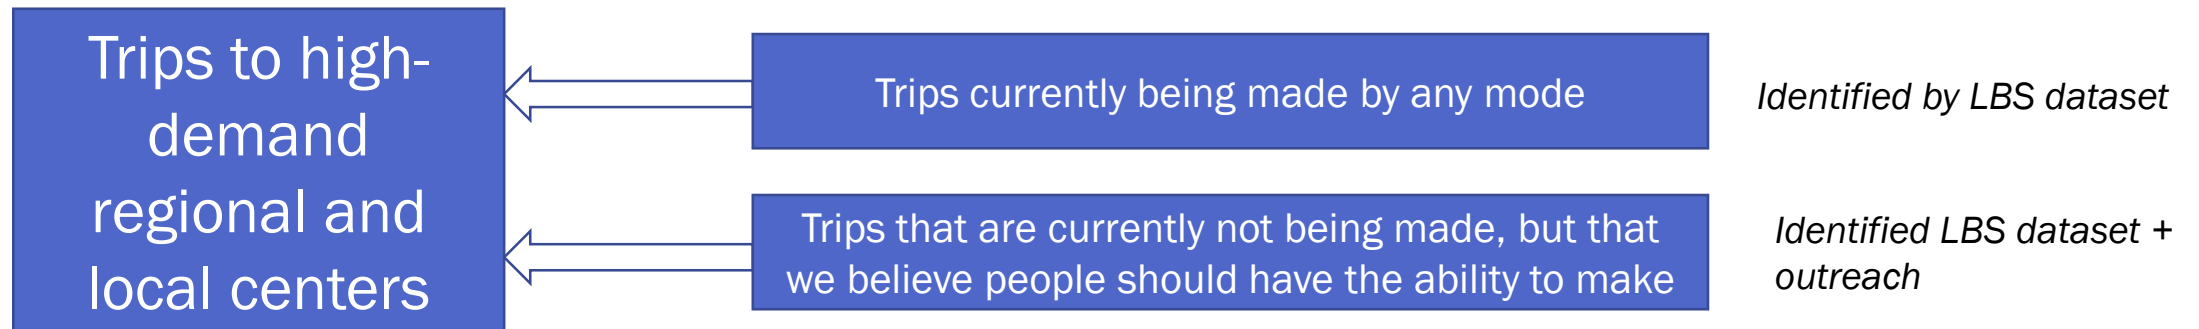 Trips to high-
demand
regional and
local centers
Trips currently being made by any mode
Identified by LBS dataset
Trips that are currently not being made, but that
we believe people should have the ability to make
Identified LBS dataset +
outreach